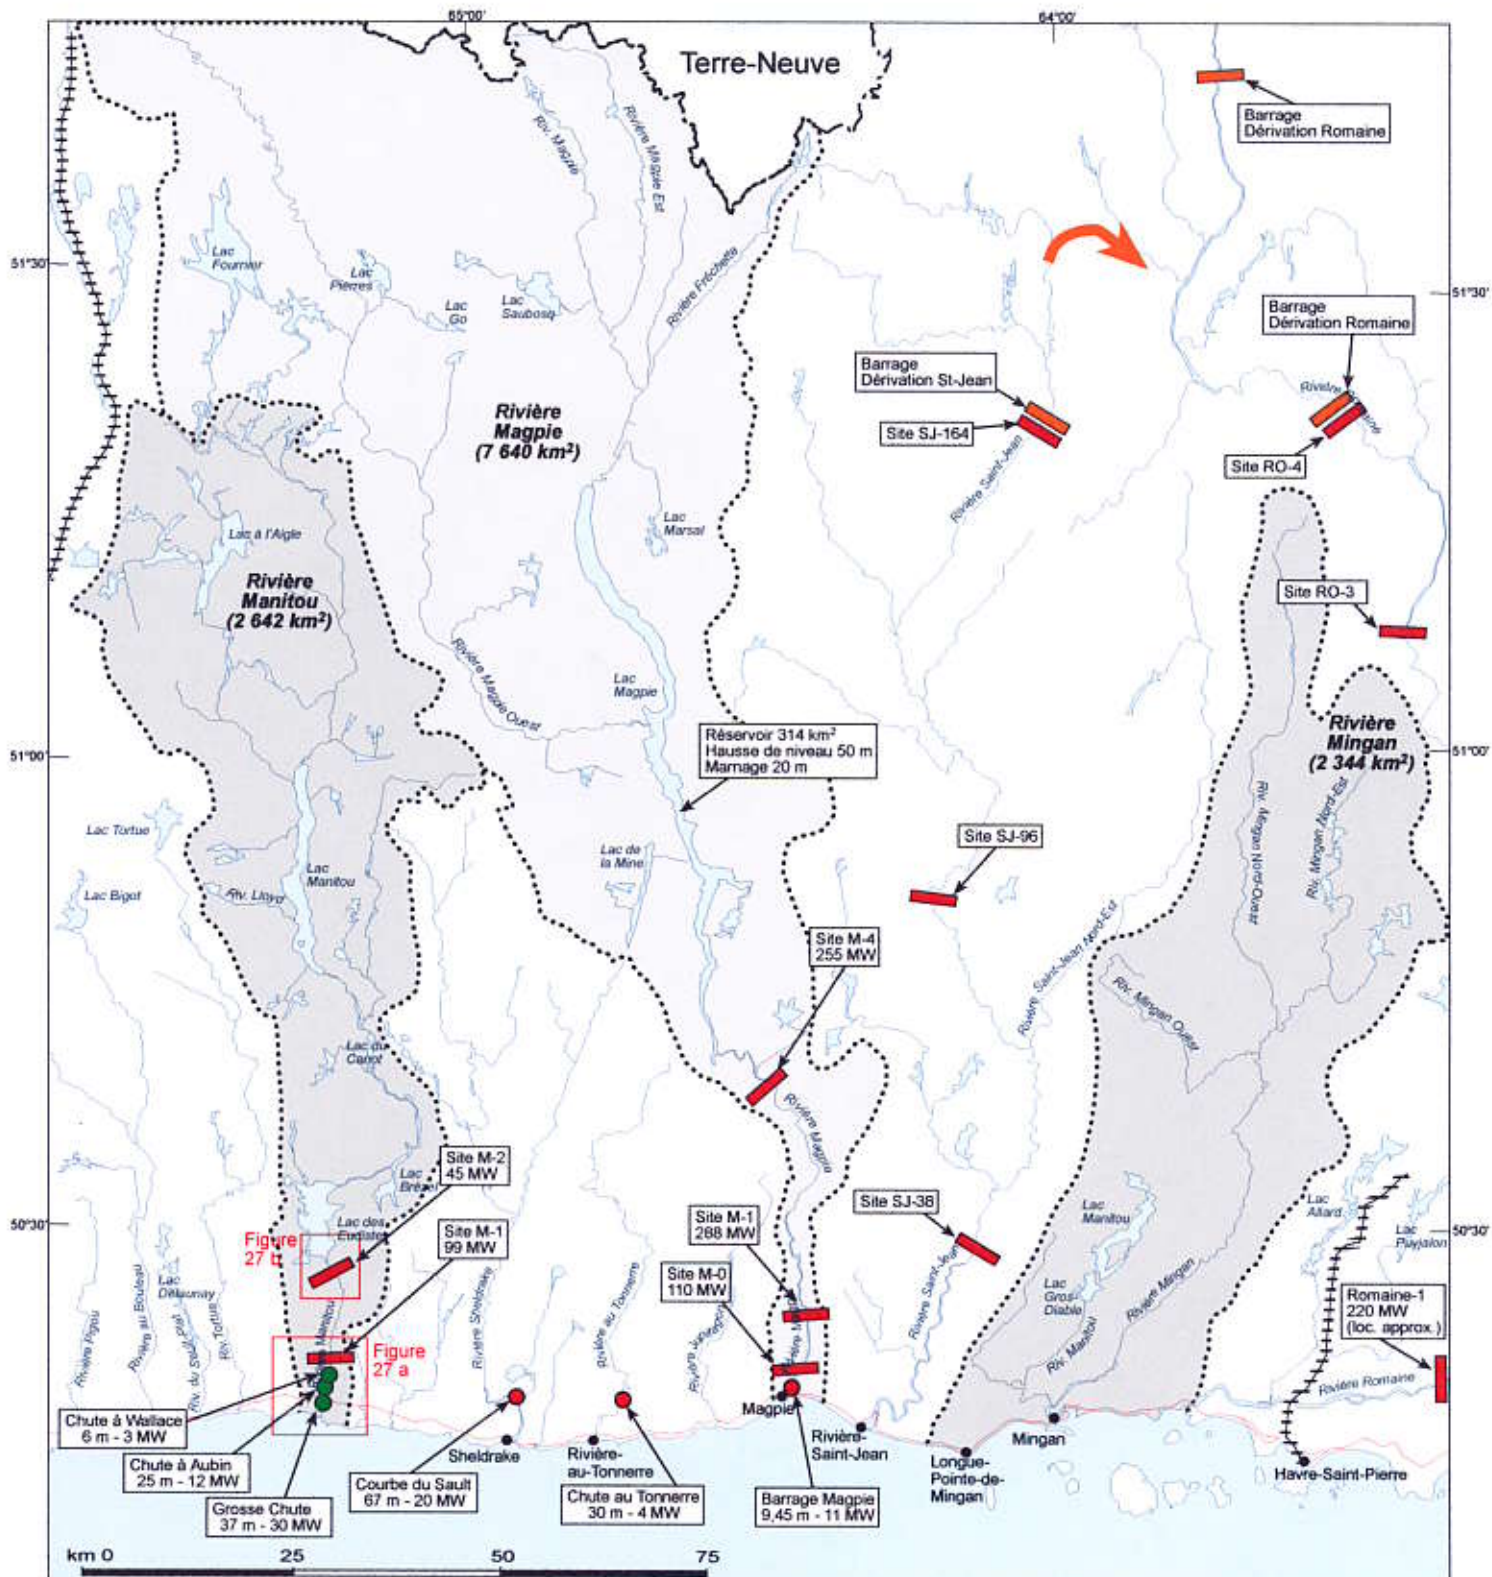 65°00'
64°00'
Terre-Neuve
Barrage
Dérivation Romaine
Riv. Magpie
Rivière Magpie Est
51°30'
Lac
Fournier
Lac
Pierres
Lac
Go
Lac
Saubosq
Rivière Fréchette
51°30'
Barrage
Dérivation Romaine
Barrage
Dérivation St-Jean
Rivière
Magpie
(7 640 km²)
Site SJ-164
Rivière Saint-Jean
Site RO-4
Lac
Marsal
Lac à l'Aigle
Rivière
Manitou
(2 642 km²)
Site RO-3
Rivière Magpie Ouest
Lac
Magpie
Réservoir 314 km²
Hausse de niveau 50 m
Marnage 20 m
Rivière
Mingan
(2 344 km²)
51°00'
51°00'
Riv. Mingan Nord-Ouest
Riv. Mingan Nord-Est
Lac Tortue
Lac de
la Mine
Site SJ-96
Lac Bigot
Lac
Manitou
Riv. Lloyd
Site M-4
255 MW
Rivière Saint-Jean Nord-Est
Riv. Mingan Ouest
Lac du
Canot
Rivière Magpie
Site M-2
45 MW
Lac
Brézel
Lac des
Eudistes
Site SJ-38
Lac
Manitou
Lac
Allard
Lac
Puyjalon
50°30'
50°30'
Figure
27 b
Site M-1
99 MW
Site M-1
288 MW
Site M-0
110 MW
Lac
Délaunay
Lac
Gros-
Diable
Rivière Mingan
Romaine-1
220 MW
(loc. approx.)
Rivière Pigou
Rivière au Bouleau
Riv. du Sault plat
Riv. Tortue
Manitou
Figure
27 a
Rivière Sheldrake
Rivière au Tonnerre
Rivière Saint-Jean
Riv. Manitou
Rivière Romaine
Chute à Wallace
6 m - 3 MW
Magpie
Sheldrake
Rivière-
au-Tonnerre
Rivière-
Saint-Jean
Mingan
Longue-
Pointe-de-
Mingan
Havre-Saint-Pierre
Chute à Aubin
25 m - 12 MW
Grosse Chute
37 m - 30 MW
Courbe du Sault
67 m - 20 MW
Chute au Tonnerre
30 m - 4 MW
Barrage Magpie
9,45 m - 11 MW
km 0
25
50
75